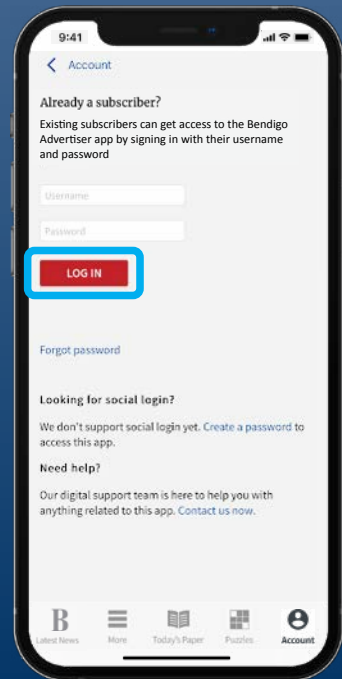 9:41
Account
Already a subscriber?
Existing subscribers can get access to the Bendigo
Advertiser app by signing in with their username
and password
Username
Password
LOG IN
Forgot password
Looking for social login?
We don't support social login yet. Create a password to
access this app.
Need help?
Our digital support team is here to help you with
anything related to this app. Contact us now.
B
Latest News More Today's Paper Puzzles Account